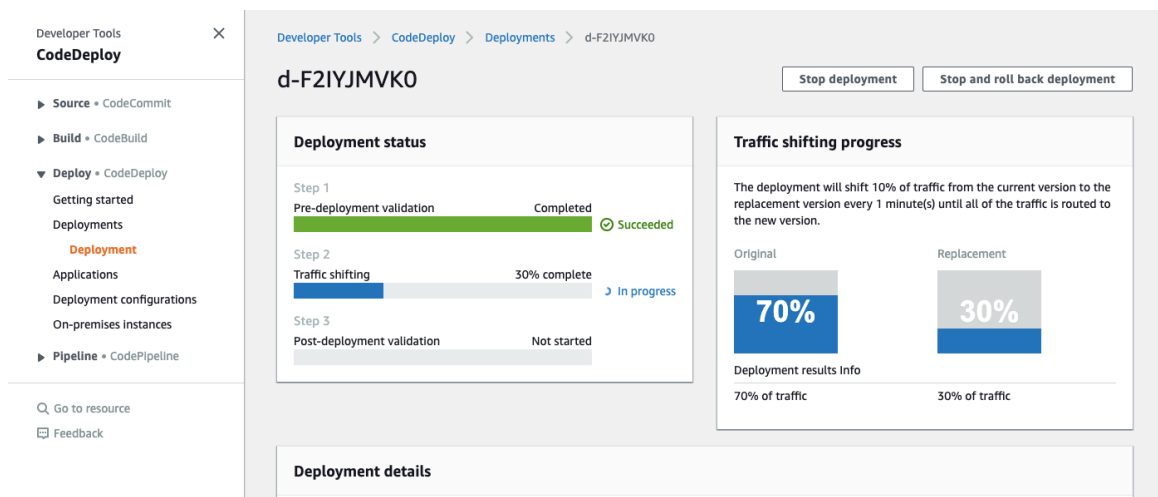 Developer Tools
CodeDeploy
Source • CodeCommit
Build • CodeBuild
Deploy • CodeDeploy
Getting started
Deployments
Deployment
Applications
Deployment configurations
On-premises instances
Pipeline • CodePipeline
Go to resource
Feedback
Developer Tools > CodeDeploy > Deployments > d-F2IYJMVK0
d-F2IYJMVK0
Stop deployment
Stop and roll back deployment
Deployment status
Step 1
Pre-deployment validation Completed
Succeeded
Step 2
Traffic shifting 30% complete
In progress
Step 3
Post-deployment validation Not started
Traffic shifting progress
The deployment will shift 10% of traffic from the current version to the
replacement version every 1 minute(s) until all of the traffic is routed to
the new version.
Original Replacement
70% 30%
Deployment results Info
70% of traffic 30% of traffic
Deployment details